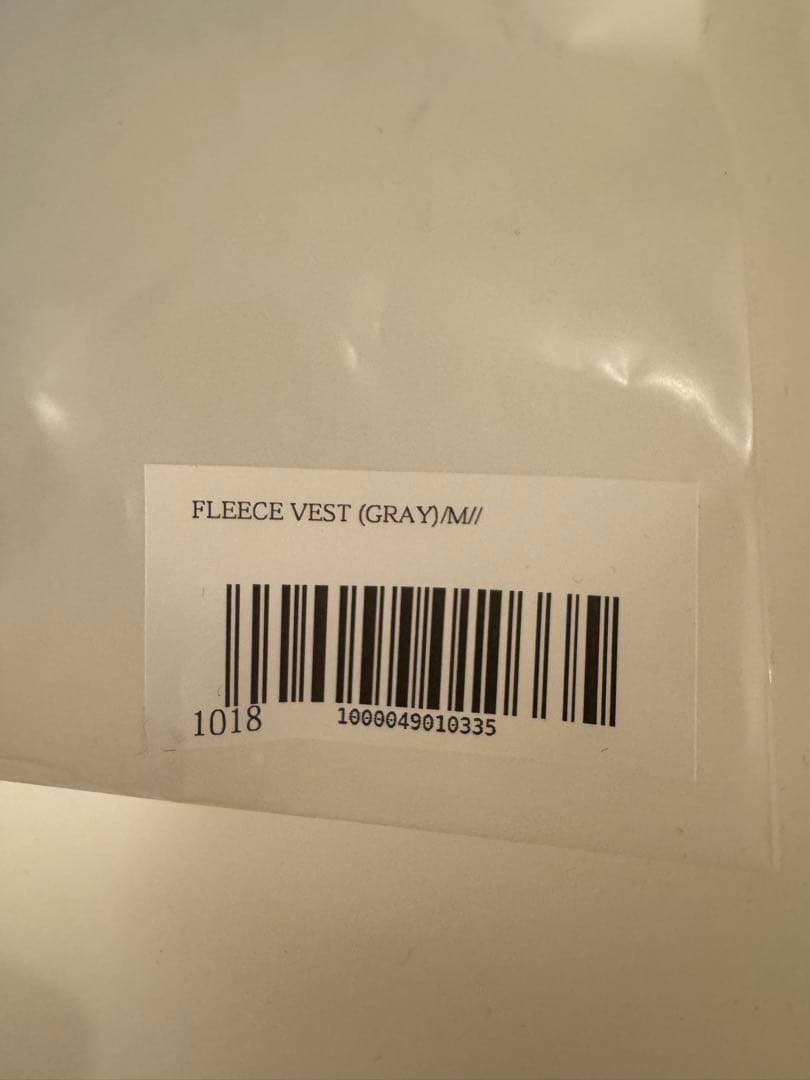 FLEECE VEST (GRAY)/M//
1018
1000049010335